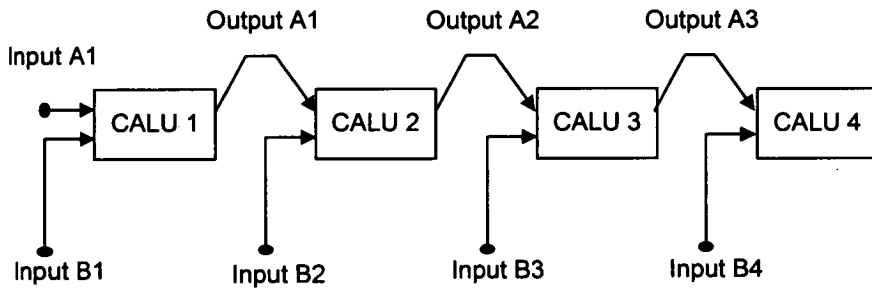 Output A1
Output A2
Output A3
Input A1
CALU 1
CALU 2
CALU 3
CALU 4
Input B1
Input B2
Input B3
Input B4